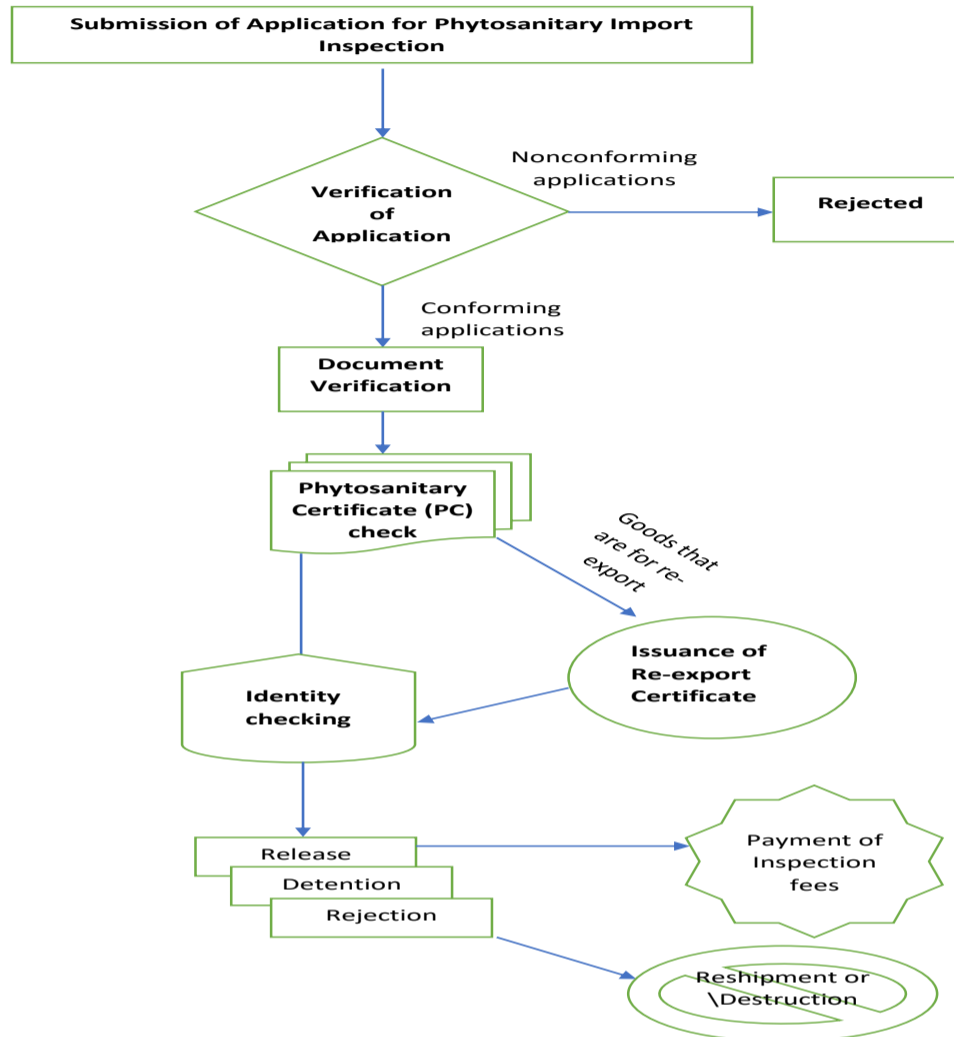 Submission of Application for Phytosanitary Import
Inspection
Nonconforming
applications
Verification
of
Application
Rejected
Conforming
applications
Document
Verification
Phytosanitary
Certificate (PC)
check
Goods that
are for re-
export
Issuance of
Re-export
Certificate
Identity
checking
Release
Detention
Rejection
Payment of
Inspection
fees
Reshipment or
\Destruction